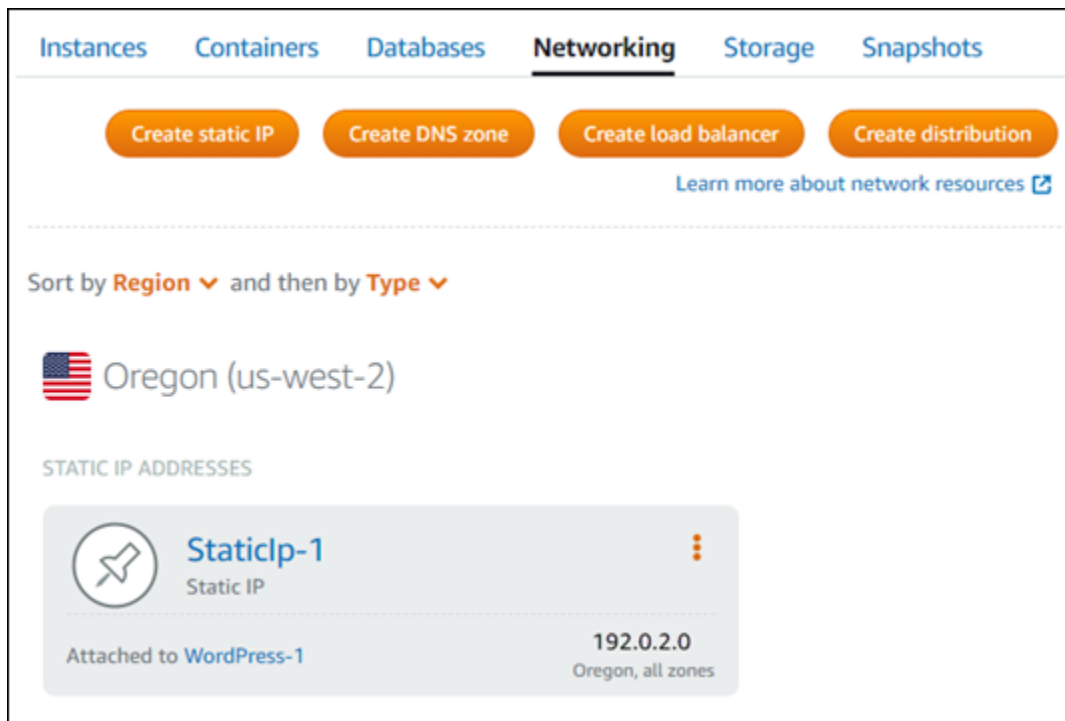 Instances Containers Databases Networking Storage Snapshots
Create static IP Create DNS zone Create load balancer Create distribution
Learn more about network resources
Sort by Region and then by Type
Oregon (us-west-2)
STATIC IP ADDRESSES
StaticIp-1
Static IP
Attached to WordPress-1
192.0.2.0
Oregon, all zones